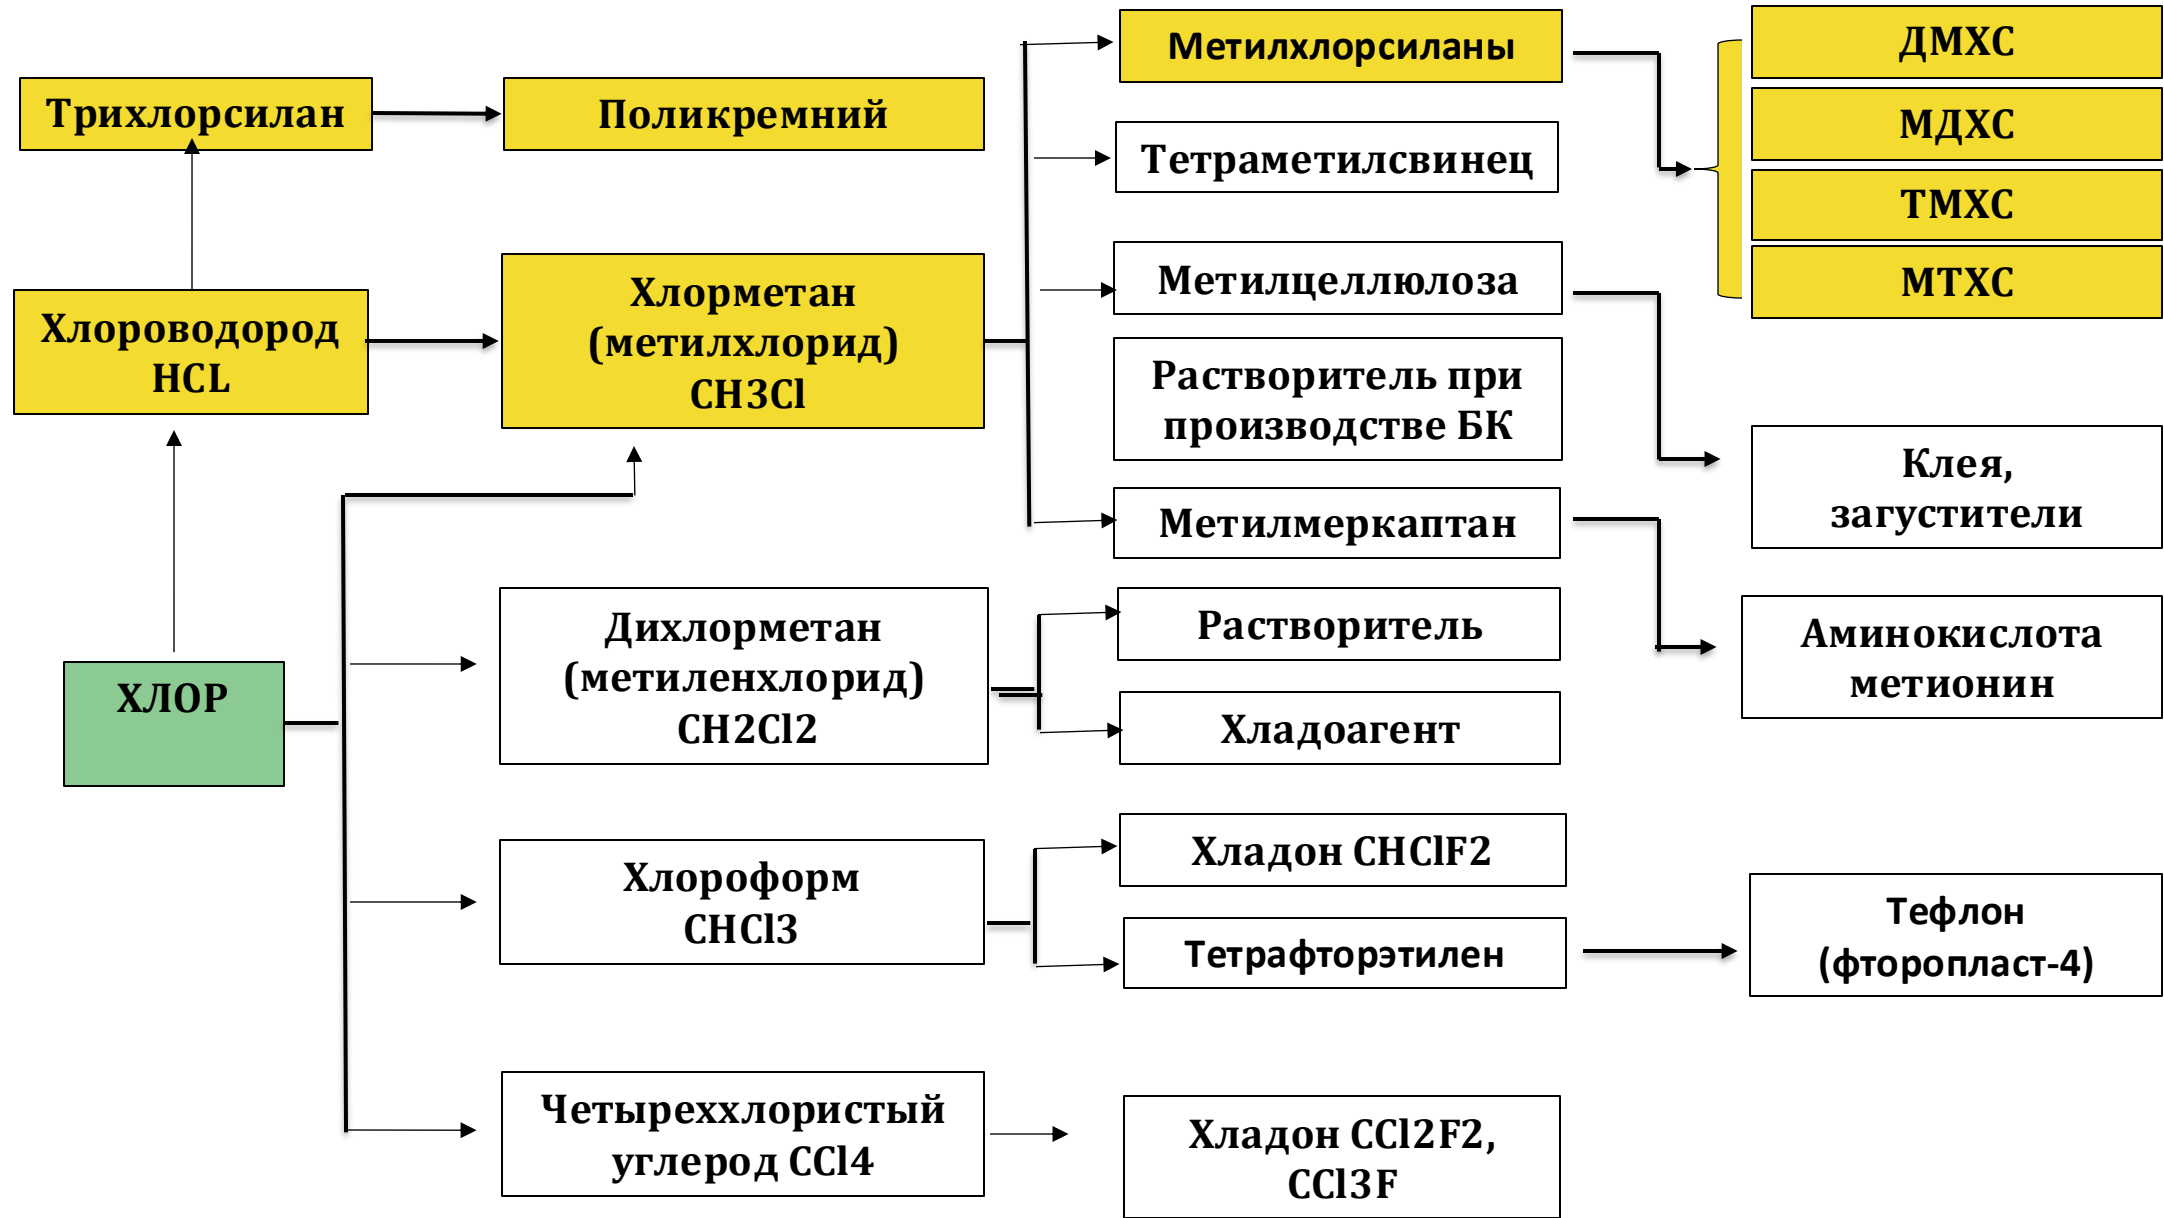 Трихлорсилан
Поликремний
Метилхлорсиланы
ДМХС
МДХС
ТМХС
МТХС
Тетраметилсвинец
Хлороводород
HCL
Хлорметан
(метилхлорид)
CH3Cl
Метилцеллюлоза
Растворитель при
производстве БК
Метилмеркаптан
Клея,
загустители
Аминокислота
метионин
ХЛОР
Дихлорметан
(метиленхлорид)
CH2Cl2
Растворитель
Хладоагент
Хлороформ
CHCl3
Хладон CHClF2
Тетрафторэтилен
Тефлон
(фторопласт-4)
Четыреххлористый
углерод CCl4
Хладон CCl2F2,
CCl3F